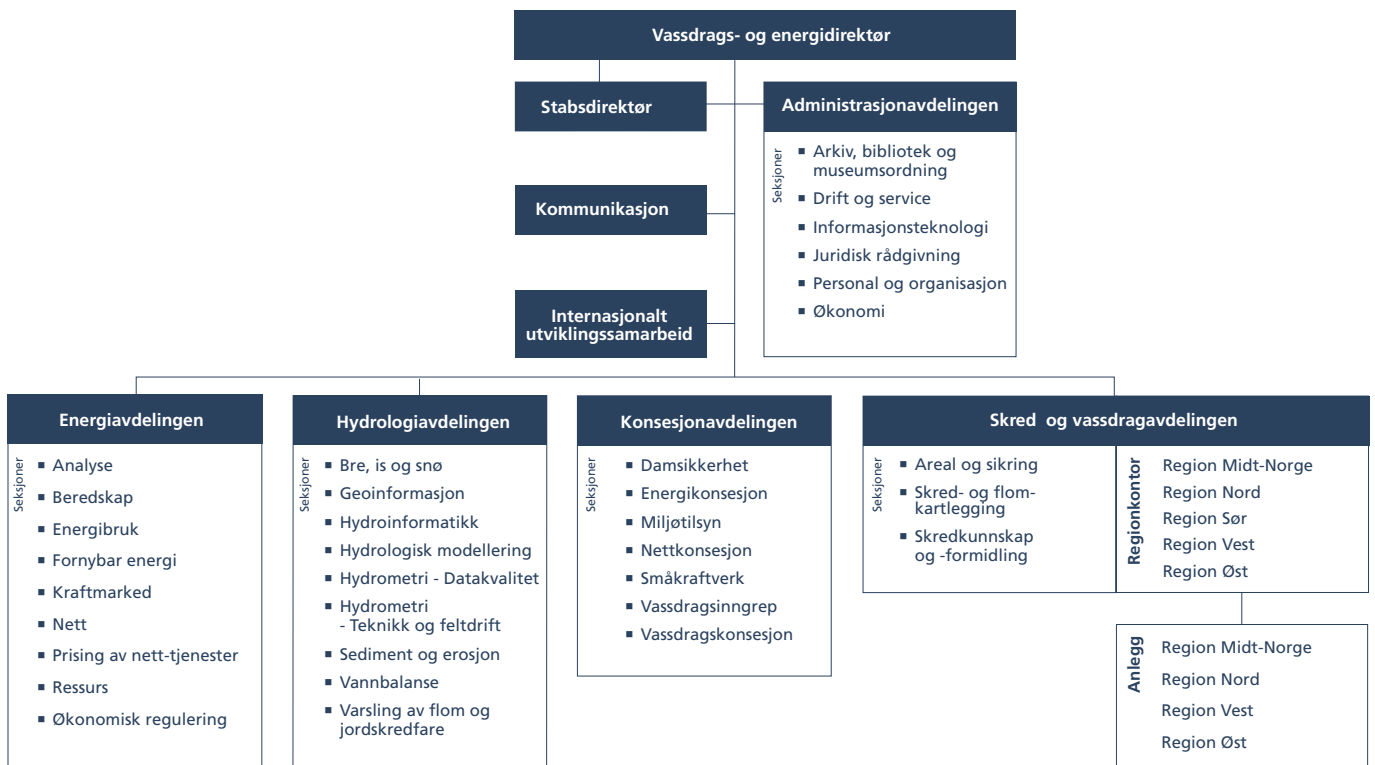 Vassdrags- og energidirektør
Stabsdirektør
Administrasjonavdelingen
Seksjoner
▪ Arkiv, bibliotek og
museumsordning
▪ Drift og service
▪ Informasjonsteknologi
▪ Juridisk rådgivning
▪ Personal og organisasjon
▪ Økonomi
Kommunikasjon
Internasjonalt
utviklingssamarbeid
Energiavdelingen
Seksjoner
▪ Analyse
▪ Beredskap
▪ Energibruk
▪ Fornybar energi
▪ Kraftmarked
▪ Nett
▪ Prising av nett-tjenester
▪ Ressurs
▪ Økonomisk regulering
Hydrologiavdelingen
Seksjoner
▪ Bre, is og snø
▪ Geoinformasjon
▪ Hydroinformatikk
▪ Hydrologisk modellering
▪ Hydrometri - Datakvalitet
▪ Hydrometri
- Teknikk og feltdrift
▪ Sediment og erosjon
▪ Vannbalanse
▪ Varsling av flom og
jordskredfare
Konsesjonavdelingen
Seksjoner
▪ Damsikkerhet
▪ Energikonsesjon
▪ Miljøtilsyn
▪ Nettkonsesjon
▪ Småkraftverk
▪ Vassdragsinngrep
▪ Vassdragskonsesjon
Skred og vassdragavdelingen
Seksjoner
▪ Areal og sikring
▪ Skred- og flom-
kartlegging
▪ Skredkunnskap
og -formidling
Regionkontor
Region Midt-Norge
Region Nord
Region Sør
Region Vest
Region Øst
Anlegg
Region Midt-Norge
Region Nord
Region Vest
Region Øst